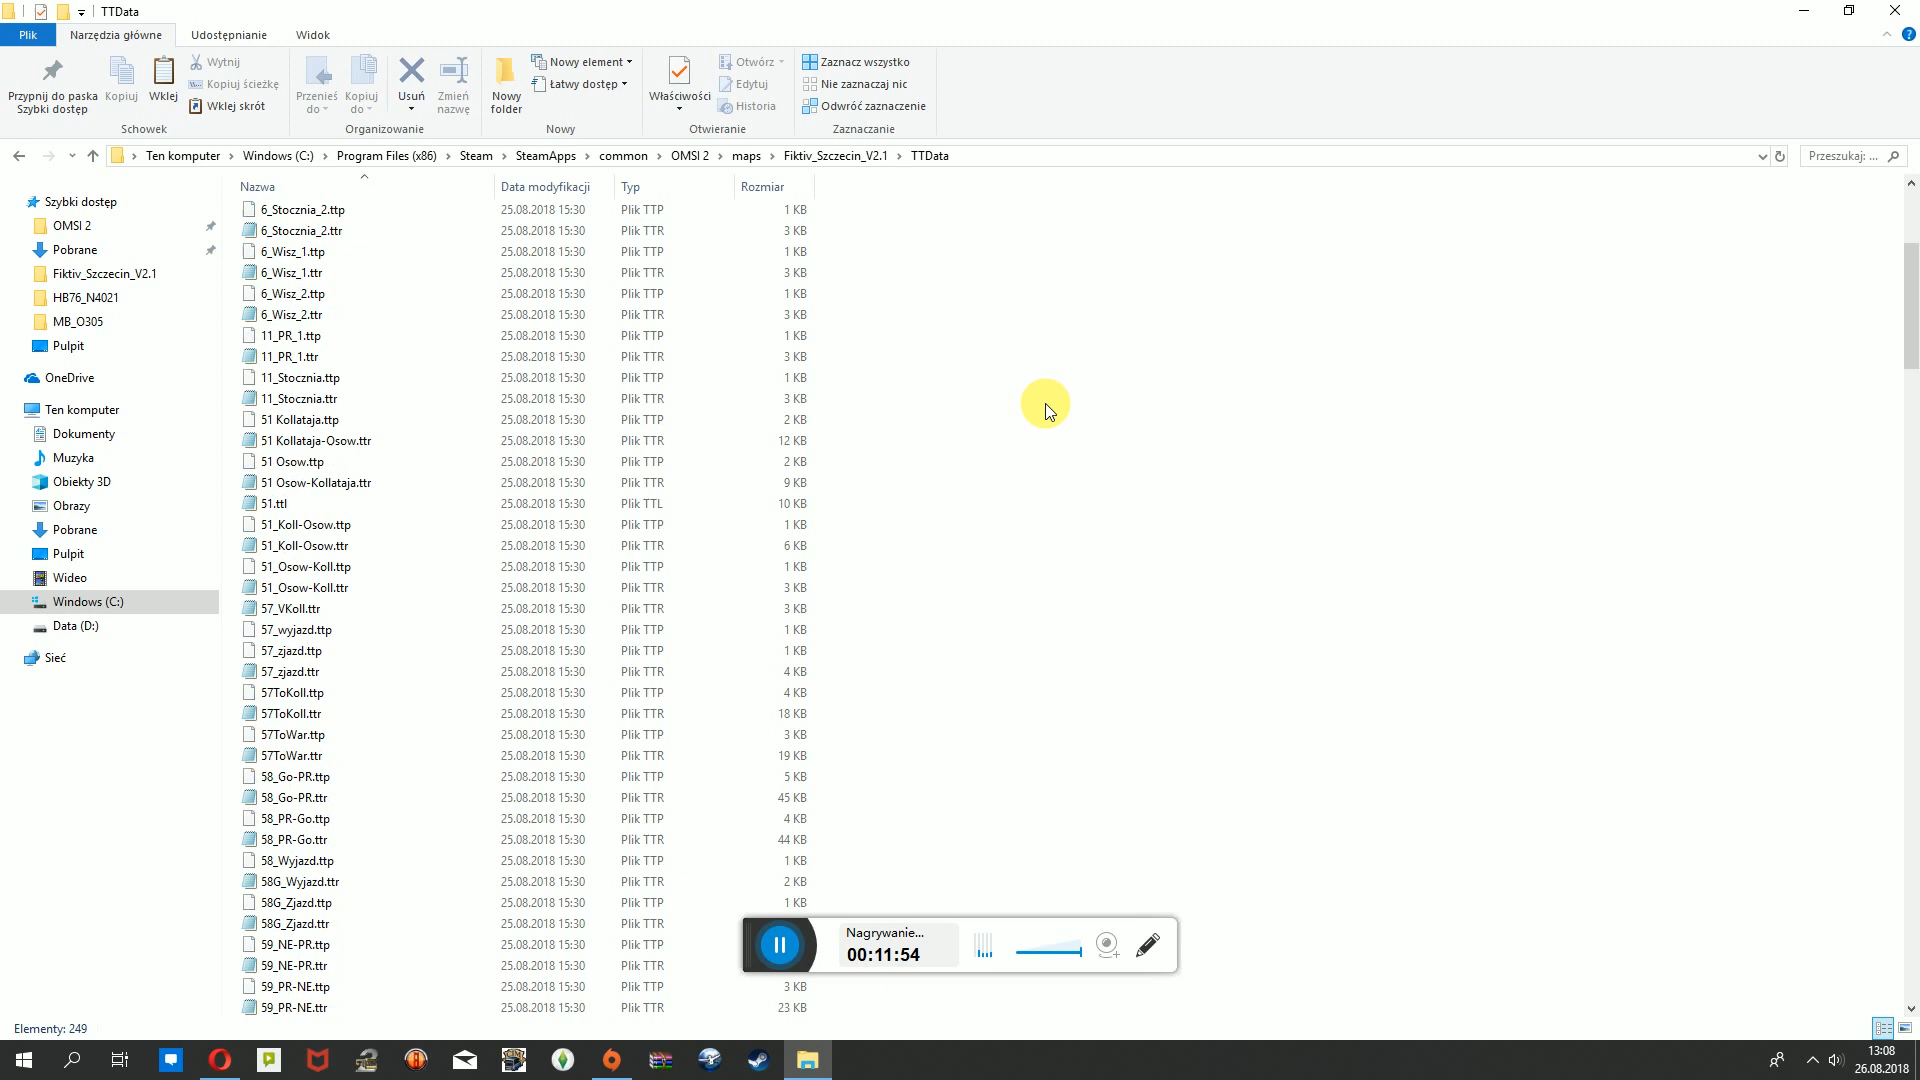 TTData
Plik
Narzędzia główne
Udostępnianie
Widok
Przypnij do paska
Szybki dostęp
Kopiuj
Wklej
Wytnij
Kopiuj ścieżkę
Wklej skrót
Schowek
Przenieś
do
Kopiuj
do
Usuń
Zmień
nazwę
Organizowanie
Nowy
folder
Nowy element
Łatwy dostęp
Nowy
Właściwości
Otwórz
Edytuj
Historia
Otwieranie
Zaznacz wszystko
Nie zaznaczaj nic
Odwróć zaznaczenie
Zaznaczanie
Ten komputer > Windows (C:) > Program Files (x86) > Steam > SteamApps > common > OMSI 2 > maps > Fiktiv_Szczecin_V2.1 > TTData
Przeszukaj: ...
Szybki dostęp
OMSI 2
Pobrane
Fiktiv_Szczecin_V2.1
HB76_N4021
MB_O305
Pulpit
OneDrive
Ten komputer
Dokumenty
Muzyka
Obiekty 3D
Obrazy
Pobrane
Pulpit
Wideo
Windows (C:)
Data (D:)
Sieć
Nazwa Data modyfikacji Typ Rozmiar
6_Stocznia_2.ttp 25.08.2018 15:30 Plik TTP 1 KB
6_Stocznia_2.ttr 25.08.2018 15:30 Plik TTR 3 KB
6_Wisz_1.ttp 25.08.2018 15:30 Plik TTP 1 KB
6_Wisz_1.ttr 25.08.2018 15:30 Plik TTR 3 KB
6_Wisz_2.ttp 25.08.2018 15:30 Plik TTP 1 KB
6_Wisz_2.ttr 25.08.2018 15:30 Plik TTR 3 KB
11_PR_1.ttp 25.08.2018 15:30 Plik TTP 1 KB
11_PR_1.ttr 25.08.2018 15:30 Plik TTR 3 KB
11_Stocznia.ttp 25.08.2018 15:30 Plik TTP 1 KB
11_Stocznia.ttr 25.08.2018 15:30 Plik TTR 3 KB
51 Kollataja.ttp 25.08.2018 15:30 Plik TTP 2 KB
51 Kollataja-Osow.ttr 25.08.2018 15:30 Plik TTR 12 KB
51 Osow.ttp 25.08.2018 15:30 Plik TTP 2 KB
51 Osow-Kollataja.ttr 25.08.2018 15:30 Plik TTR 9 KB
51.ttl 25.08.2018 15:30 Plik TTL 10 KB
51_Koll-Osow.ttp 25.08.2018 15:30 Plik TTP 1 KB
51_Koll-Osow.ttr 25.08.2018 15:30 Plik TTR 6 KB
51_Osow-Koll.ttp 25.08.2018 15:30 Plik TTP 1 KB
51_Osow-Koll.ttr 25.08.2018 15:30 Plik TTR 3 KB
57_VKoll.ttr 25.08.2018 15:30 Plik TTR 3 KB
57_wyjazd.ttp 25.08.2018 15:30 Plik TTP 1 KB
57_zjazd.ttp 25.08.2018 15:30 Plik TTP 1 KB
57_zjazd.ttr 25.08.2018 15:30 Plik TTR 4 KB
57ToKoll.ttp 25.08.2018 15:30 Plik TTP 4 KB
57ToKoll.ttr 25.08.2018 15:30 Plik TTR 18 KB
57ToWar.ttp 25.08.2018 15:30 Plik TTP 3 KB
57ToWar.ttr 25.08.2018 15:30 Plik TTR 19 KB
58_Go-PR.ttp 25.08.2018 15:30 Plik TTP 5 KB
58_Go-PR.ttr 25.08.2018 15:30 Plik TTR 45 KB
58_PR-Go.ttp 25.08.2018 15:30 Plik TTP 4 KB
58_PR-Go.ttr 25.08.2018 15:30 Plik TTR 44 KB
58_Wyjazd.ttp 25.08.2018 15:30 Plik TTP 1 KB
58G_Wyjazd.ttr 25.08.2018 15:30 Plik TTR 2 KB
58G_Zjazd.ttp 25.08.2018 15:30 Plik TTP 1 KB
58G_Zjazd.ttr 25.08.2018 15:30 Plik TTR
59_NE-PR.ttp 25.08.2018 15:30 Plik TTP
59_NE-PR.ttr 25.08.2018 15:30 Plik TTR
59_PR-NE.ttp 25.08.2018 15:30 Plik TTP 3 KB
59_PR-NE.ttr 25.08.2018 15:30 Plik TTR 23 KB
Nagrywanie...
00:11:54
Elementy: 249
13:08
26.08.2018